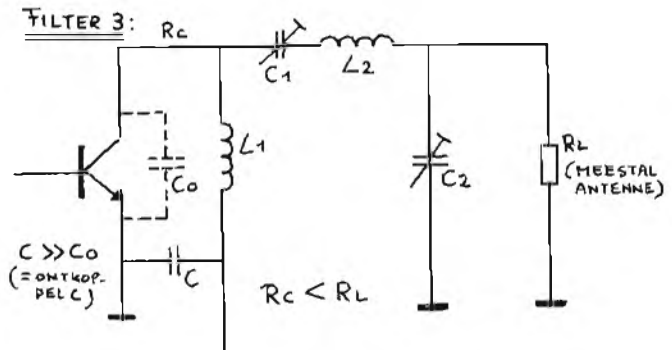 FILTER 3:
Rc
C1
L2
L1
Co
C2
RL
(MEESTAL
ANTENNE)
C >> Co
(= ONTKOP-
PEL C)
C
Rc < RL